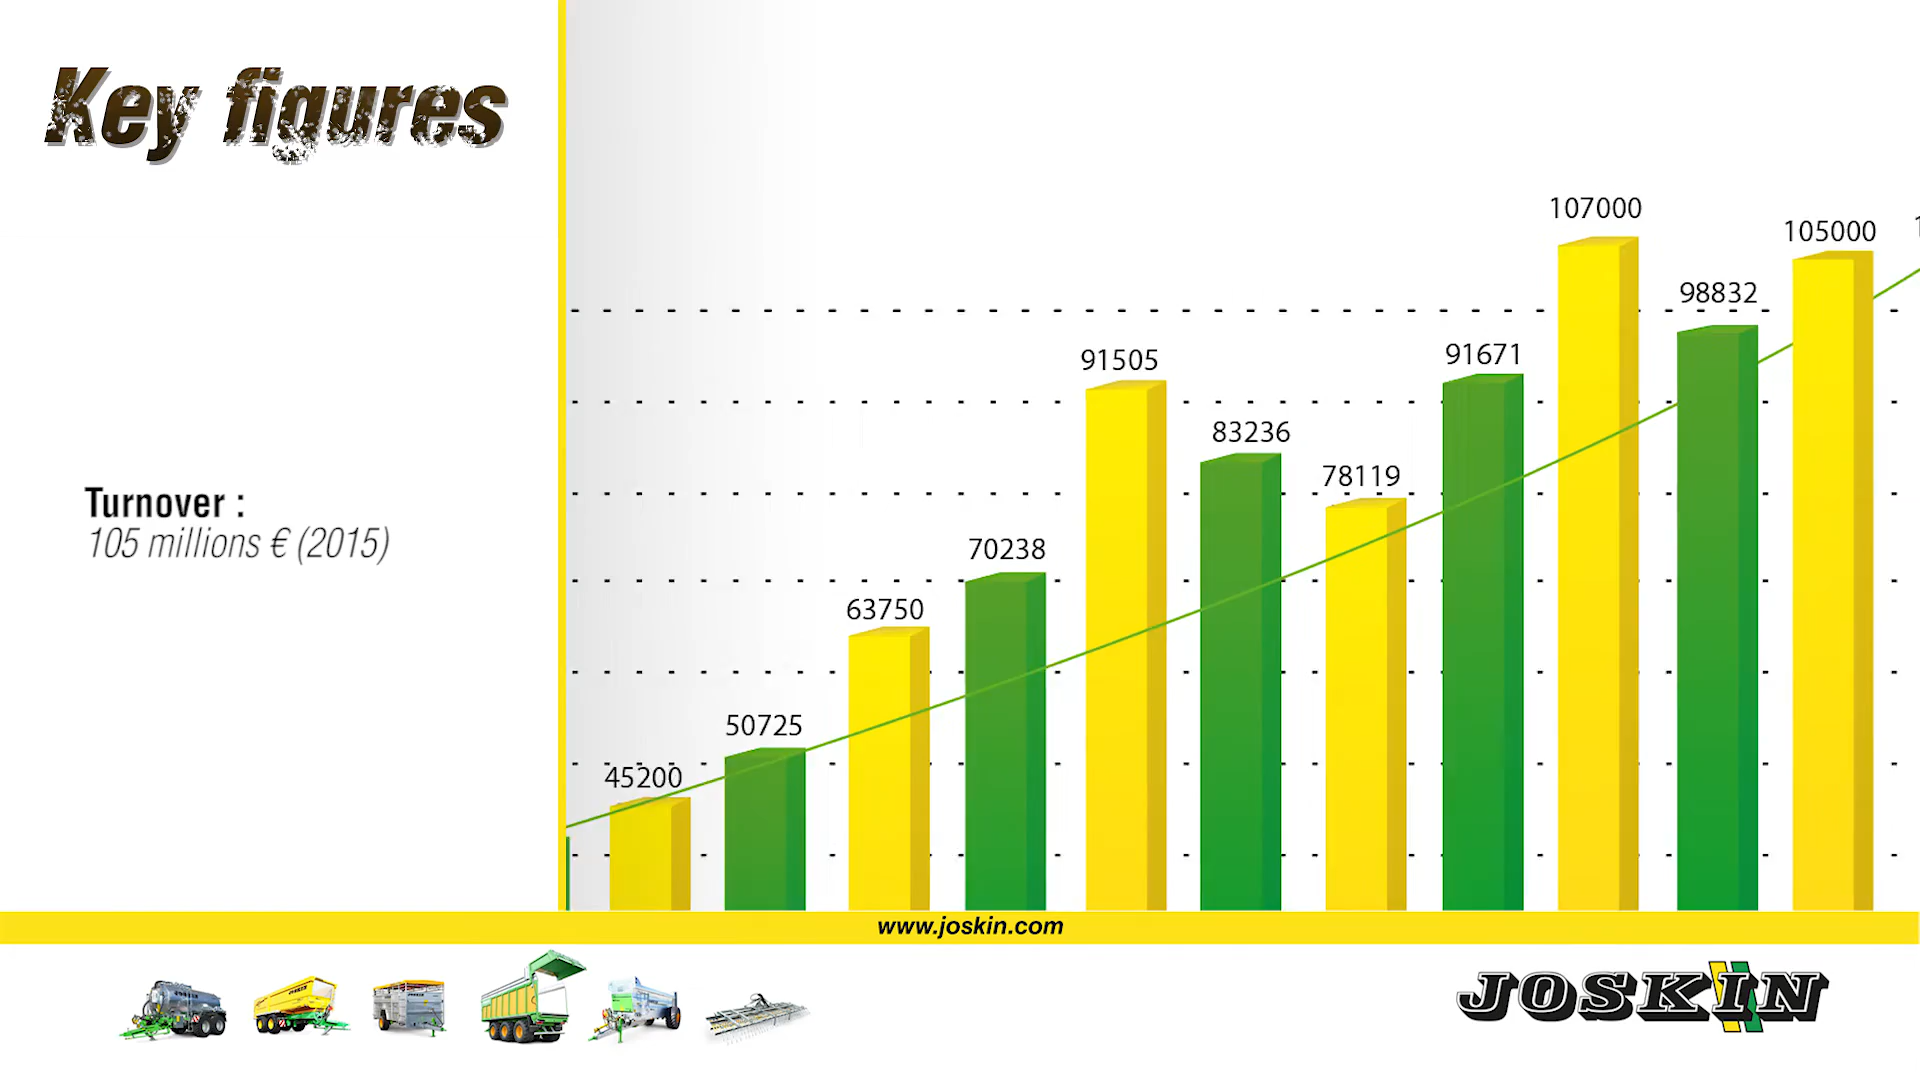 Key figures
107000
105000
98832
91505
91671
83236
78119
70238
63750
Turnover :
105 millions € (2015)
50725
45200
www.joskin.com
JOSKIN